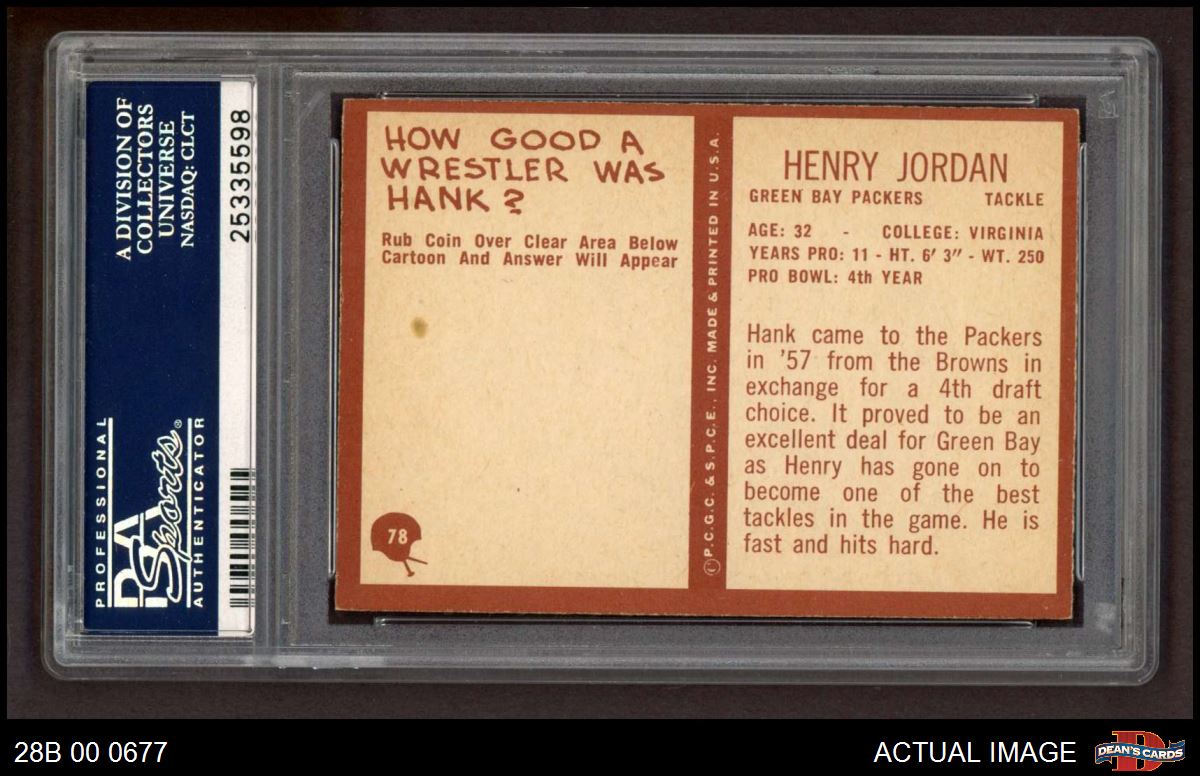 A DIVISION OF
COLLECTORS
UNIVERSE
NASDAQ: CLCT
25335598
PROFESSIONAL
PSA
Sports®
AUTHENTICATOR
HOW GOOD A
WRESTLER WAS
HANK?
Rub Coin Over Clear Area Below
Cartoon And Answer Will Appear
78
©P.C.G.C. & S.P.C.E., INC. MADE & PRINTED IN U.S.A.
HENRY JORDAN
GREEN BAY PACKERS TACKLE
AGE: 32 - COLLEGE: VIRGINIA
YEARS PRO: 11 - HT. 6' 3" - WT. 250
PRO BOWL: 4th YEAR
Hank came to the Packers
in '57 from the Browns in
exchange for a 4th draft
choice. It proved to be an
excellent deal for Green Bay
as Henry has gone on to
become one of the best
tackles in the game. He is
fast and hits hard.
28B 00 0677
ACTUAL IMAGE
DEAN'S CARDS